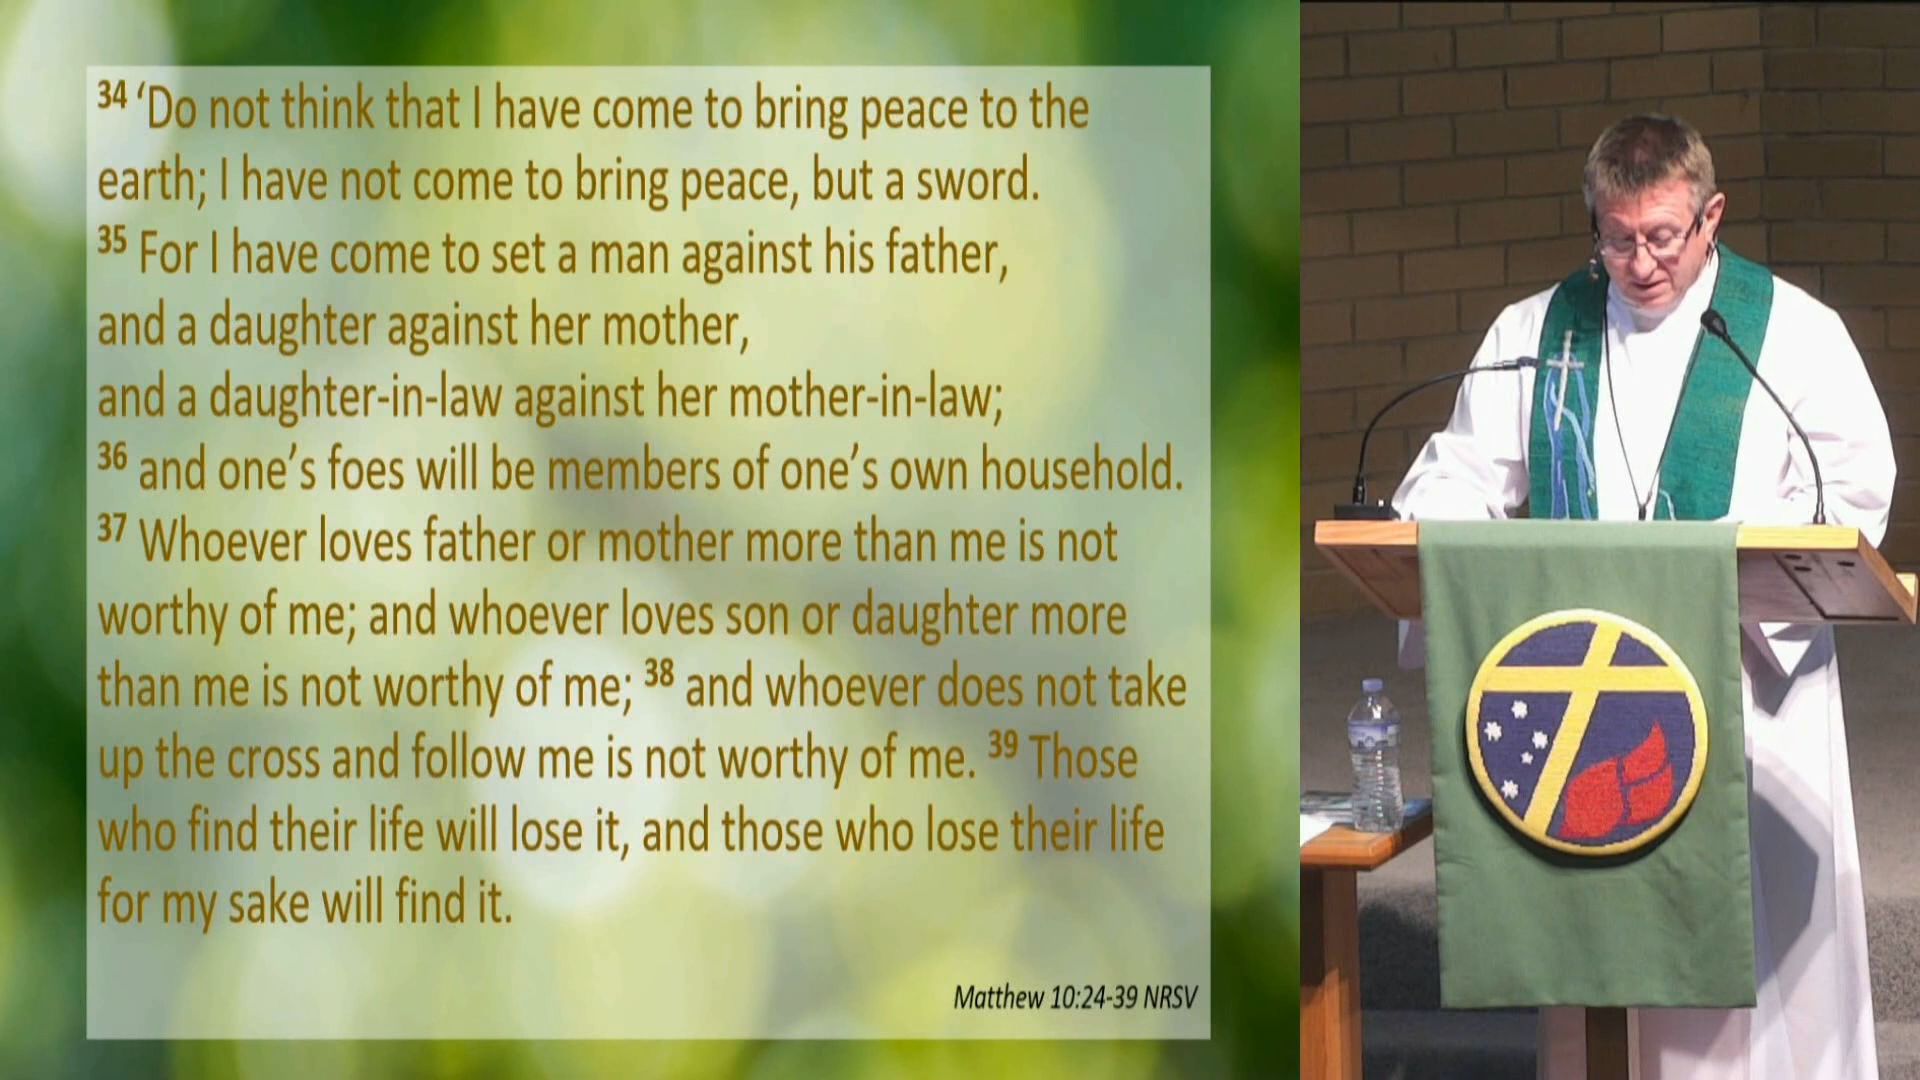 34 ‘Do not think that I have come to bring peace to the
earth; I have not come to bring peace, but a sword.
35 For I have come to set a man against his father,
and a daughter against her mother,
and a daughter-in-law against her mother-in-law;
36 and one’s foes will be members of one’s own household.
37 Whoever loves father or mother more than me is not
worthy of me; and whoever loves son or daughter more
than me is not worthy of me; 38 and whoever does not take
up the cross and follow me is not worthy of me. 39 Those
who find their life will lose it, and those who lose their life
for my sake will find it.
Matthew 10:24-39 NRSV